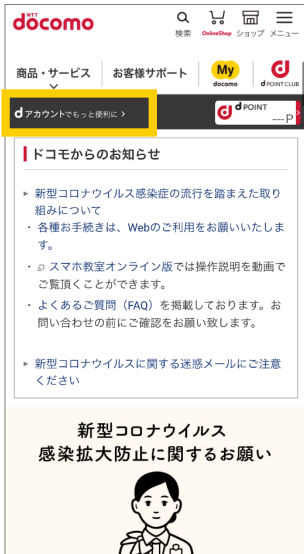 NTT
döcomo
検索
OnlineShop
ショップ
メニュー
商品・サービス
お客様サポート
My
docomo
d POINT CLUB
dアカウントでもっと便利に >
d POINT
---P
ドコモからのお知らせ
新型コロナウイルス感染症の流行を踏まえた取り
組みについて
・ 各種お手続きは、Webのご利用をお願いいたしま
す。
・ スマホ教室オンライン版では操作説明を動画で
ご覧頂くことができます。
・ よくあるご質問（FAQ）を掲載しております。お
問い合わせの前にご確認をお願い致します。
新型コロナウイルスに関する迷惑メールにご注意
ください
新型コロナウイルス
感染拡大防止に関するお願い